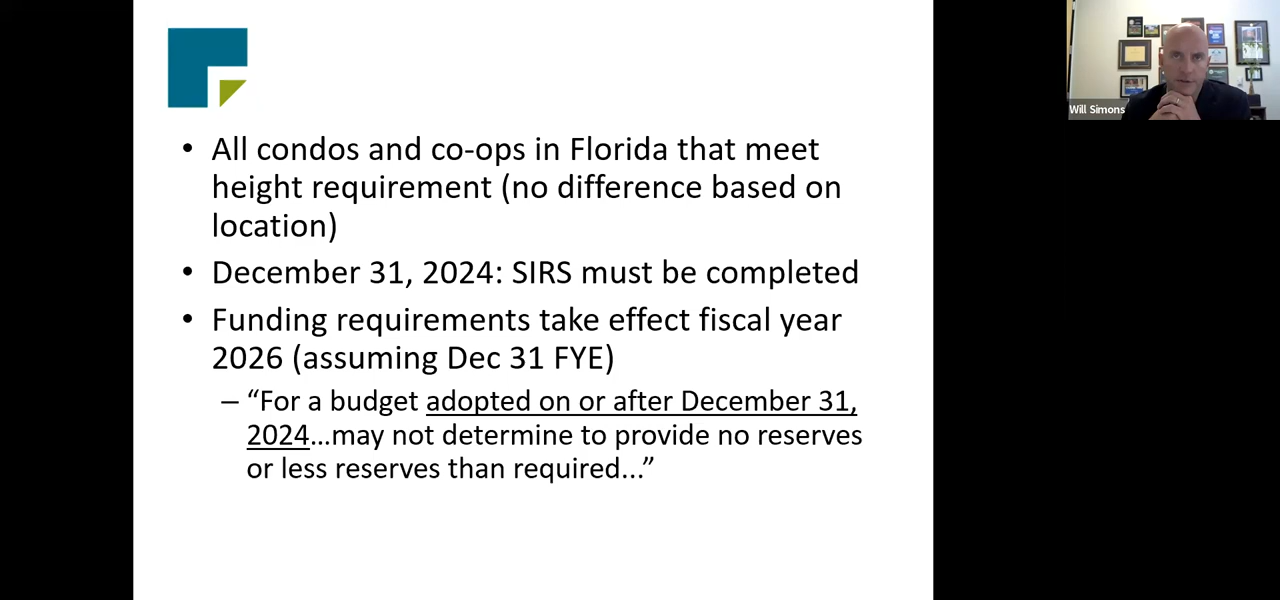 • All condos and co-ops in Florida that meet
height requirement (no difference based on
location)
• December 31, 2024: SIRS must be completed
• Funding requirements take effect fiscal year
2026 (assuming Dec 31 FYE)
– “For a budget adopted on or after December 31,
2024…may not determine to provide no reserves
or less reserves than required...”
Will Simons